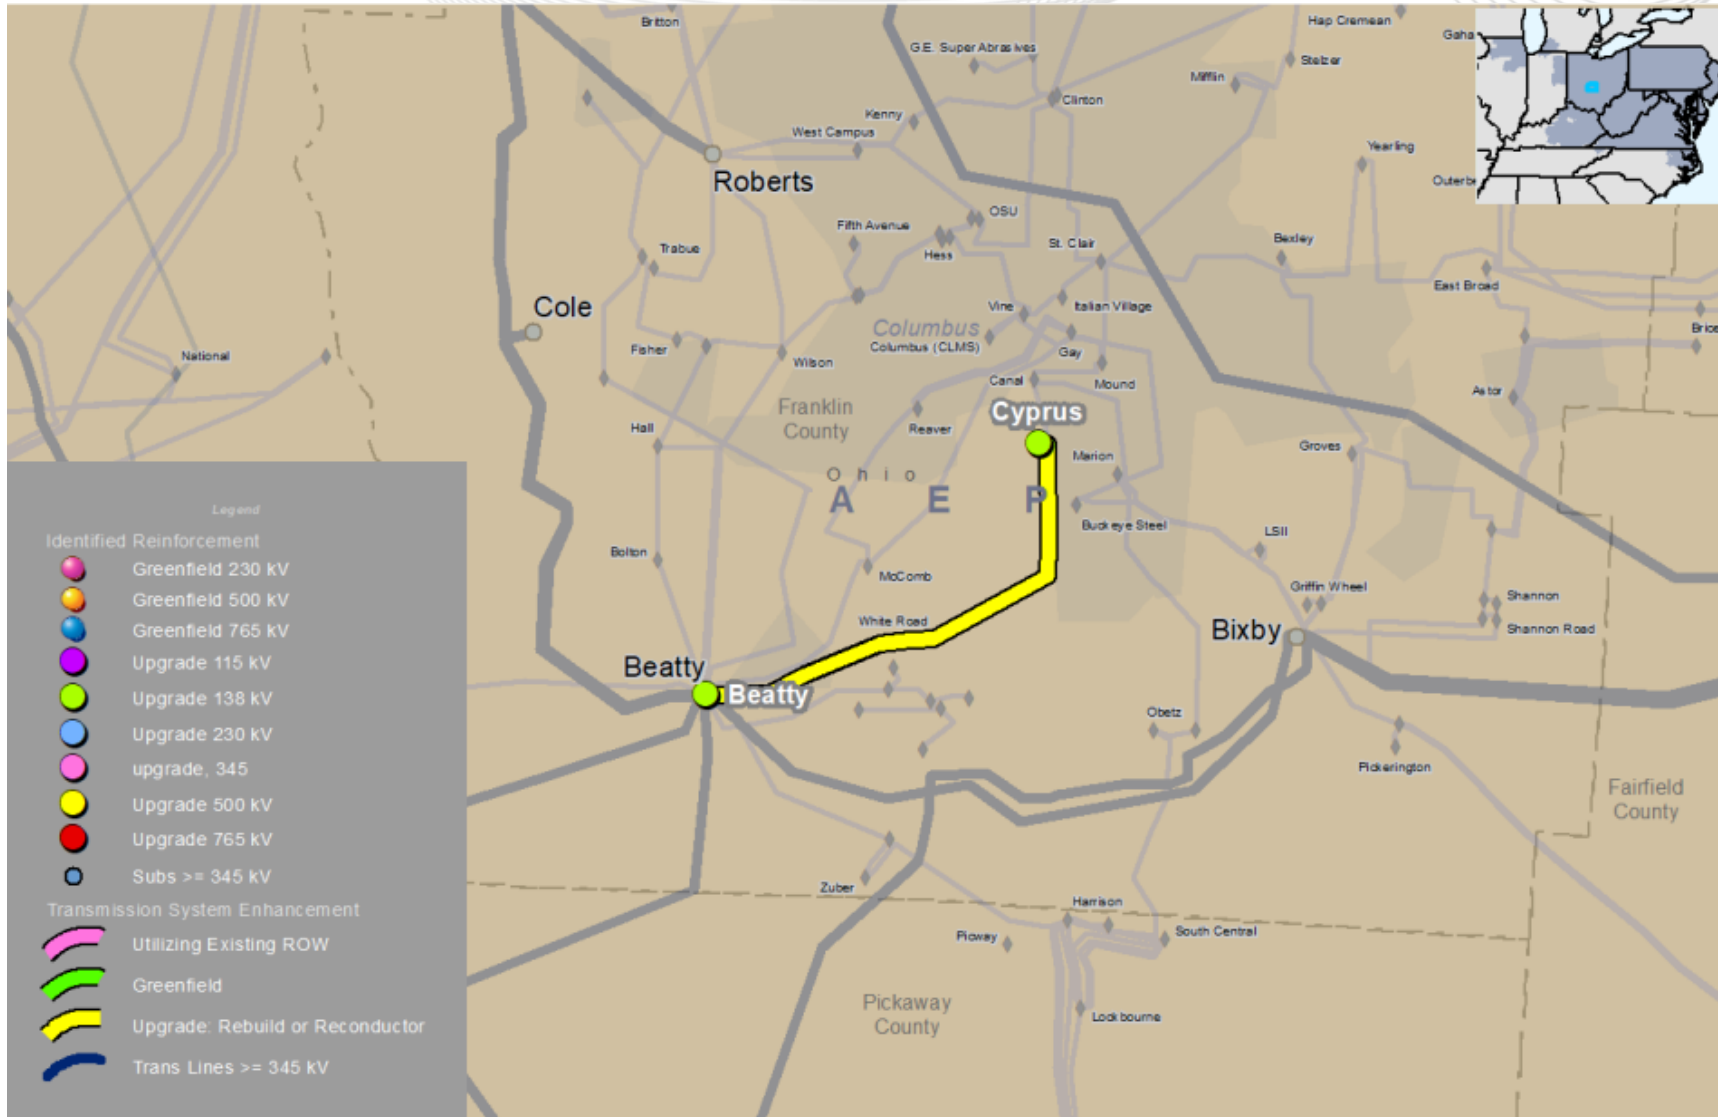 Britton
Hap Cremean
Gaha
G.E. Super Abrasives
Stelzer
Mifflin
Clinton
Kenny
West Campus
Yearling
Roberts
Outerbe
OSU
Fifth Avenue
Hess
St. Clair
Bexley
Trabue
East Broad
Cole
Vine
Italian Village
Columbus
Columbus (CLMS)
Brice
National
Fisher
Wilson
Gay
Canal
Mound
Astor
Franklin
County
Cyprus
Reaver
Hall
Marion
Groves
Ohio
A E P
Buckeye Steel
LSII
Bolton
McComb
Griffin Wheel
Shannon
White Road
Shannon Road
Bixby
Beatty
Beatty
Obetz
Pickerington
Fairfield
County
Zuber
Harrison
Picway
South Central
Pickaway
County
Lockbourne
Legend
Identified Reinforcement
Greenfield 230 kV
Greenfield 500 kV
Greenfield 765 kV
Upgrade 115 kV
Upgrade 138 kV
Upgrade 230 kV
upgrade, 345
Upgrade 500 kV
Upgrade 765 kV
Subs >= 345 kV
Transmission System Enhancement
Utilizing Existing ROW
Greenfield
Upgrade: Rebuild or Reconductor
Trans Lines >= 345 kV